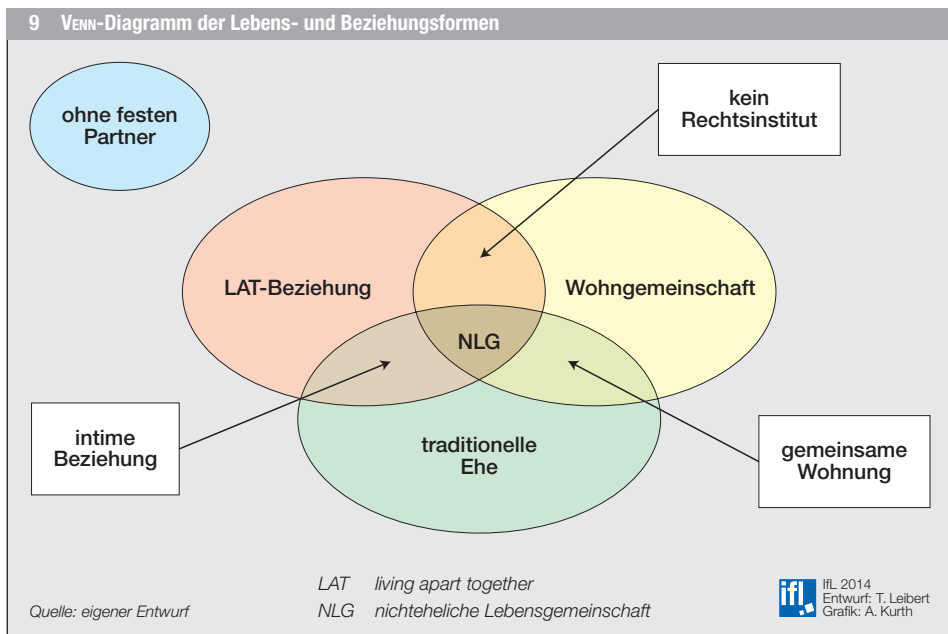 9 VENN-Diagramm der Lebens- und Beziehungsformen
ohne festen
Partner
kein
Rechtsinstitut
LAT-Beziehung
Wohngemeinschaft
NLG
intime
Beziehung
traditionelle
Ehe
gemeinsame
Wohnung
LAT living apart together
NLG nichteheliche Lebensgemeinschaft
Quelle: eigener Entwurf
ifl
IfL 2014
Entwurf: T. Leibert
Grafik: A. Kurth